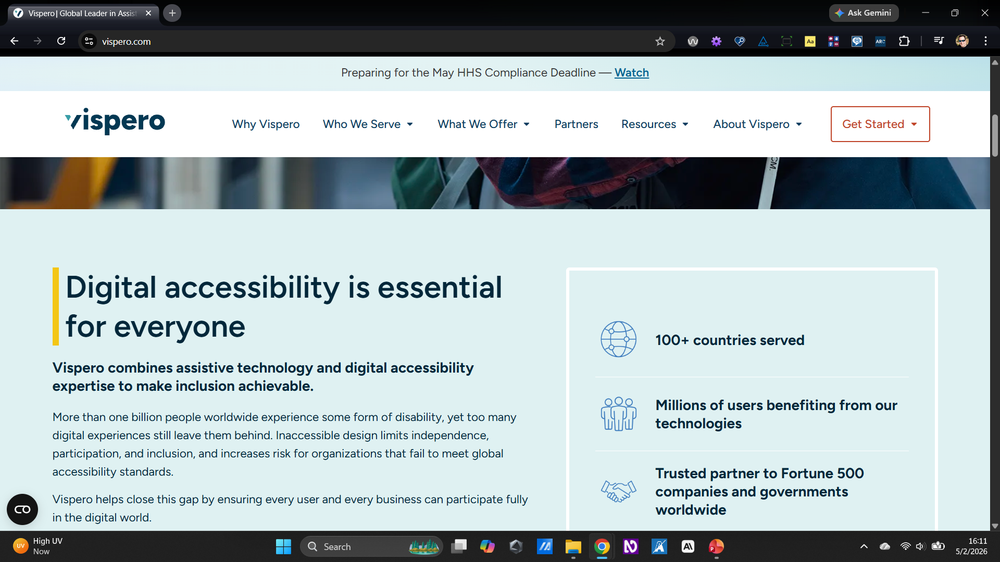 Vispero | Global Leader in Assist
Ask Gemini
vispero.com
Aa
ARC
Preparing for the May HHS Compliance Deadline — Watch
vispero
Why Vispero
Who We Serve
What We Offer
Partners
Resources
About Vispero
Get Started
CM.
Digital accessibility is essential
for everyone
Vispero combines assistive technology and digital accessibility
expertise to make inclusion achievable.
More than one billion people worldwide experience some form of disability, yet too many
digital experiences still leave them behind. Inaccessible design limits independence,
participation, and inclusion, and increases risk for organizations that fail to meet global
accessibility standards.
Vispero helps close this gap by ensuring every user and every business can participate fully
in the digital world.
100+ countries served
Millions of users benefiting from our
technologies
Trusted partner to Fortune 500
companies and governments
worldwide
UV
High UV
Now
Search
P
16:11
5/2/2026